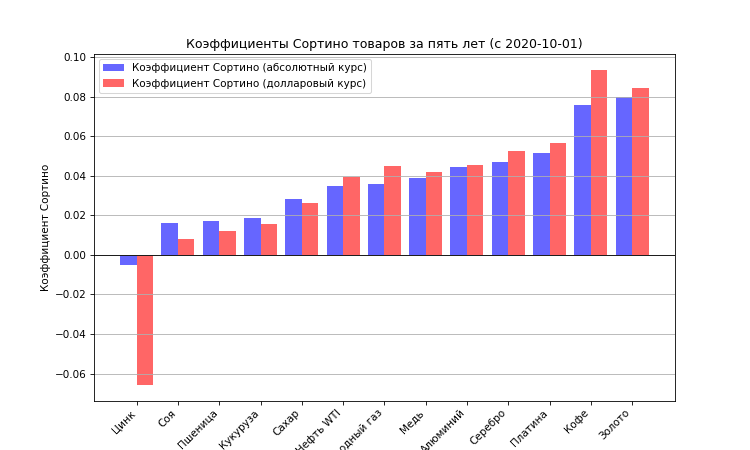 Коэффициенты Сортино товаров за пять лет (с 2020-10-01)
Коэффициент Сортино (абсолютный курс)
Коэффициент Сортино (долларовый курс)
Коэффициент Сортино
0.10
0.08
0.06
0.04
0.02
0.00
−0.02
−0.04
−0.06
Цинк
Соя
Пшеница
Кукуруза
Сахар
Нефть WTI
газ
Медь
Алюминий
Серебро
Платина
Кофе
Золото